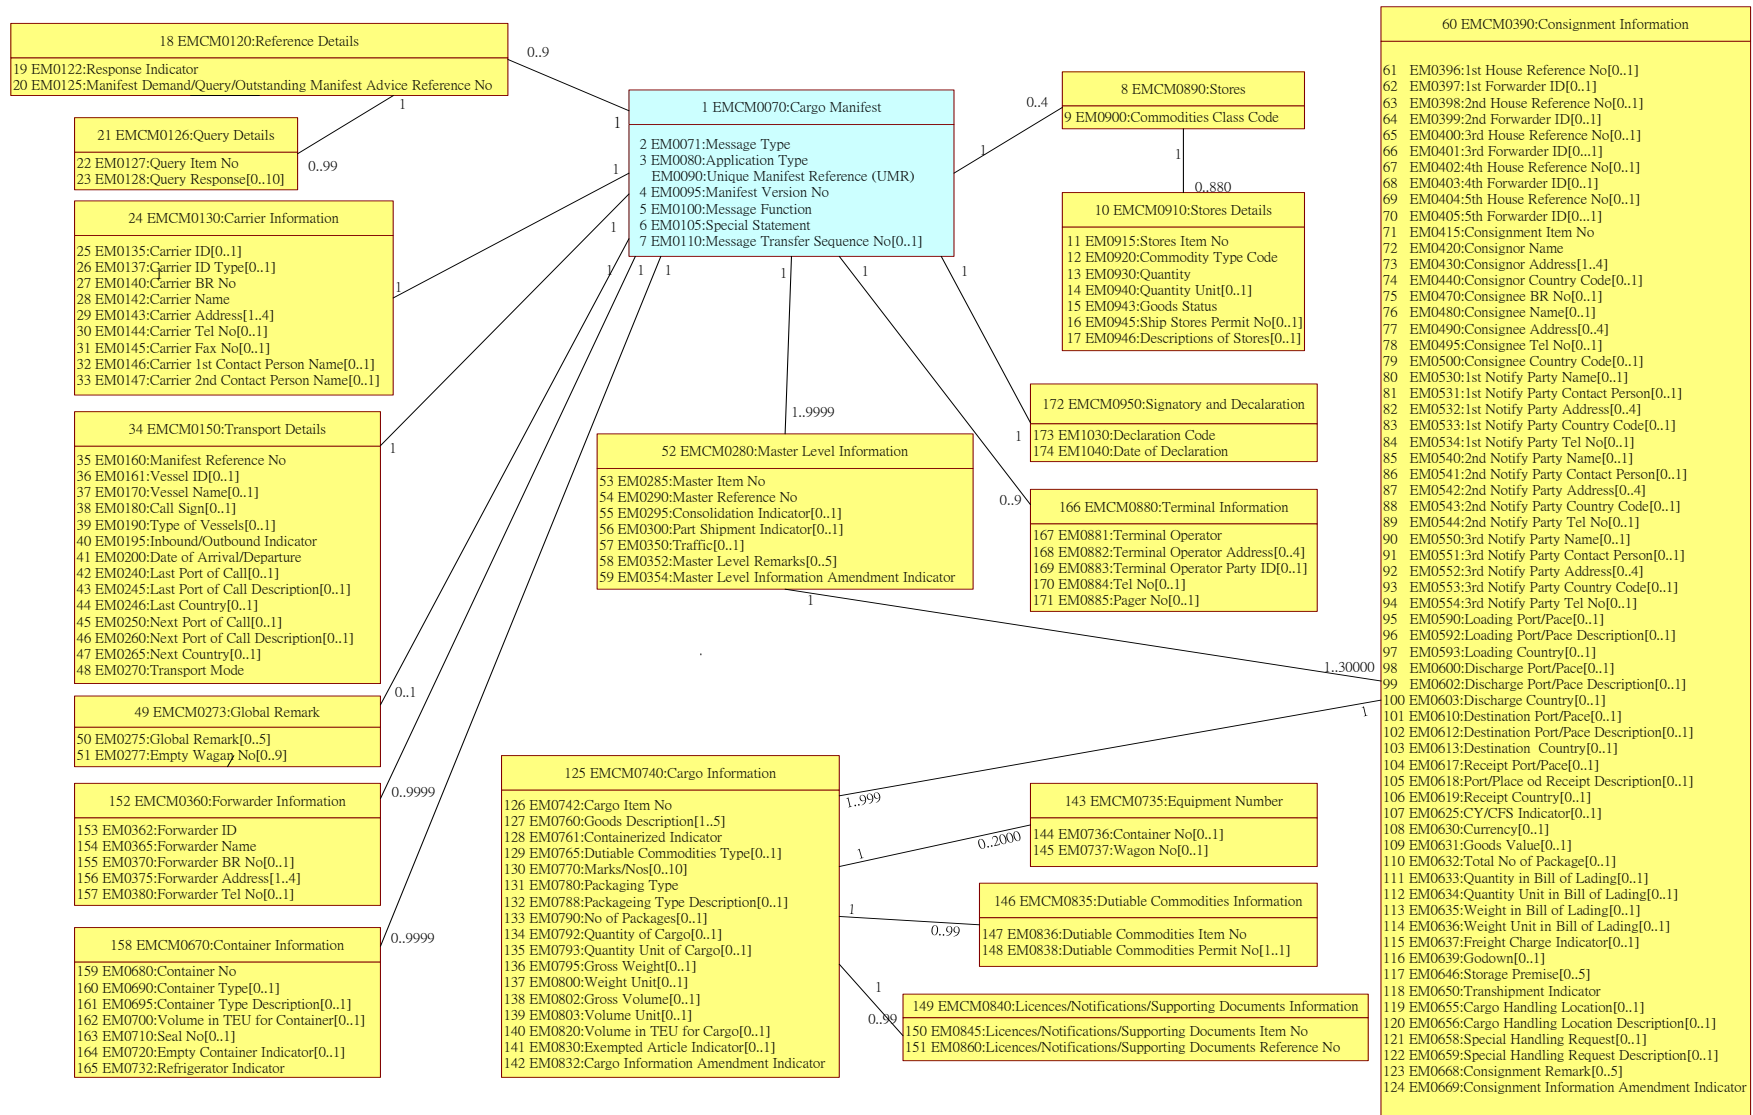 18 EMCM0120:Reference Details
19 EM0122:Response Indicator
20 EM0125:Manifest Demand/Query/Outstanding Manifest Advice Reference No
0..9
1
1
21 EMCM0126:Query Details
22 EM0127:Query Item No
23 EM0128:Query Response[0..10]
0..99
24 EMCM0130:Carrier Information
25 EM0135:Carrier ID[0..1]
26 EM0137:Carrier ID Type[0..1]
1
27 EM0140:Carrier BR No
28 EM0142:Carrier Name
29 EM0143:Carrier Address[1..4]
30 EM0144:Carrier Tel No[0..1]
31 EM0145:Carrier Fax No[0..1]
32 EM0146:Carrier 1st Contact Person Name[0..1]
33 EM0147:Carrier 2nd Contact Person Name[0..1]
1
1
34 EMCM0150:Transport Details
35 EM0160:Manifest Reference No
36 EM0161:Vessel ID[0..1]
37 EM0170:Vessel Name[0..1]
38 EM0180:Call Sign[0..1]
39 EM0190:Type of Vessels[0..1]
40 EM0195:Inbound/Outbound Indicator
41 EM0200:Date of Arrival/Departure
42 EM0240:Last Port of Call[0..1]
43 EM0245:Last Port of Call Description[0..1]
44 EM0246:Last Country[0..1]
45 EM0250:Next Port of Call[0..1]
46 EM0260:Next Port of Call Description[0..1]
47 EM0265:Next Country[0..1]
48 EM0270:Transport Mode
1
1
49 EMCM0273:Global Remark
50 EM0275:Global Remark[0..5]
51 EM0277:Empty Wagan No[0..9]
0..1
1
152 EMCM0360:Forwarder Information
153 EM0362:Forwarder ID
154 EM0365:Forwarder Name
155 EM0370:Forwarder BR No[0..1]
156 EM0375:Forwarder Address[1..4]
157 EM0380:Forwarder Tel No[0..1]
0..9999
1
158 EMCM0670:Container Information
159 EM0680:Container No
160 EM0690:Container Type[0..1]
161 EM0695:Container Type Description[0..1]
162 EM0700:Volume in TEU for Container[0..1]
163 EM0710:Seal No[0..1]
164 EM0720:Empty Container Indicator[0..1]
165 EM0732:Refrigerator Indicator
0..9999
1
1 EMCM0070:Cargo Manifest
2 EM0071:Message Type
3 EM0080:Application Type
EM0090:Unique Manifest Reference (UMR)
4 EM0095:Manifest Version No
5 EM0100:Message Function
6 EM0105:Special Statement
7 EM0110:Message Transfer Sequence No[0..1]
1
1..9999
52 EMCM0280:Master Level Information
53 EM0285:Master Item No
54 EM0290:Master Reference No
55 EM0295:Consolidation Indicator[0..1]
56 EM0300:Part Shipment Indicator[0..1]
57 EM0350:Traffic[0..1]
58 EM0352:Master Level Remarks[0..5]
59 EM0354:Master Level Information Amendment Indicator
1
1..30000
125 EMCM0740:Cargo Information
126 EM0742:Cargo Item No
127 EM0760:Goods Description[1..5]
128 EM0761:Containerized Indicator
129 EM0765:Dutiable Commodities Type[0..1]
130 EM0770:Marks/Nos[0..10]
131 EM0780:Packaging Type
132 EM0788:Packageing Type Description[0..1]
133 EM0790:No of Packages[0..1]
134 EM0792:Quantity of Cargo[0..1]
135 EM0793:Quantity Unit of Cargo[0..1]
136 EM0795:Gross Weight[0..1]
137 EM0800:Weight Unit[0..1]
138 EM0802:Gross Volume[0..1]
139 EM0803:Volume Unit[0..1]
140 EM0820:Volume in TEU for Cargo[0..1]
141 EM0830:Exempted Article Indicator[0..1]
142 EM0832:Cargo Information Amendment Indicator
1..999
1
1
0..2000
1
0..99
1
0..99
0..4
1
8 EMCM0890:Stores
9 EM0900:Commodities Class Code
1
0..880
10 EMCM0910:Stores Details
11 EM0915:Stores Item No
12 EM0920:Commodity Type Code
13 EM0930:Quantity
14 EM0940:Quantity Unit[0..1]
15 EM0943:Goods Status
16 EM0945:Ship Stores Permit No[0..1]
17 EM0946:Descriptions of Stores[0..1]
1
1
172 EMCM0950:Signatory and Decalaration
173 EM1030:Declaration Code
174 EM1040:Date of Declaration
1
0..9
166 EMCM0880:Terminal Information
167 EM0881:Terminal Operator
168 EM0882:Terminal Operator Address[0..4]
169 EM0883:Terminal Operator Party ID[0..1]
170 EM0884:Tel No[0..1]
171 EM0885:Pager No[0..1]
143 EMCM0735:Equipment Number
144 EM0736:Container No[0..1]
145 EM0737:Wagon No[0..1]
146 EMCM0835:Dutiable Commodities Information
147 EM0836:Dutiable Commodities Item No
148 EM0838:Dutiable Commodities Permit No[1..1]
149 EMCM0840:Licences/Notifications/Supporting Documents Information
150 EM0845:Licences/Notifications/Supporting Documents Item No
151 EM0860:Licences/Notifications/Supporting Documents Reference No
60 EMCM0390:Consignment Information
61 EM0396:1st House Reference No[0..1]
62 EM0397:1st Forwarder ID[0..1]
63 EM0398:2nd House Reference No[0..1]
64 EM0399:2nd Forwarder ID[0..1]
65 EM0400:3rd House Reference No[0..1]
66 EM0401:3rd Forwarder ID[0...1]
67 EM0402:4th House Reference No[0..1]
68 EM0403:4th Forwarder ID[0..1]
69 EM0404:5th House Reference No[0..1]
70 EM0405:5th Forwarder ID[0...1]
71 EM0415:Consignment Item No
72 EM0420:Consignor Name
73 EM0430:Consignor Address[1..4]
74 EM0440:Consignor Country Code[0..1]
75 EM0470:Consignee BR No[0..1]
76 EM0480:Consignee Name[0..1]
77 EM0490:Consignee Address[0..4]
78 EM0495:Consignee Tel No[0..1]
79 EM0500:Consignee Country Code[0..1]
80 EM0530:1st Notify Party Name[0..1]
81 EM0531:1st Notify Party Contact Person[0..1]
82 EM0532:1st Notify Party Address[0..4]
83 EM0533:1st Notify Party Country Code[0..1]
84 EM0534:1st Notify Party Tel No[0..1]
85 EM0540:2nd Notify Party Name[0..1]
86 EM0541:2nd Notify Party Contact Person[0..1]
87 EM0542:2nd Notify Party Address[0..4]
88 EM0543:2nd Notify Party Country Code[0..1]
89 EM0544:2nd Notify Party Tel No[0..1]
90 EM0550:3rd Notify Party Name[0..1]
91 EM0551:3rd Notify Party Contact Person[0..1]
92 EM0552:3rd Notify Party Address[0..4]
93 EM0553:3rd Notify Party Country Code[0..1]
94 EM0554:3rd Notify Party Tel No[0..1]
95 EM0590:Loading Port/Pace[0..1]
96 EM0592:Loading Port/Pace Description[0..1]
97 EM0593:Loading Country[0..1]
98 EM0600:Discharge Port/Pace[0..1]
99 EM0602:Discharge Port/Pace Description[0..1]
100 EM0603:Discharge Country[0..1]
101 EM0610:Destination Port/Pace[0..1]
102 EM0612:Destination Port/Pace Description[0..1]
103 EM0613:Destination Country[0..1]
104 EM0617:Receipt Port/Pace[0..1]
105 EM0618:Port/Place od Receipt Description[0..1]
106 EM0619:Receipt Country[0..1]
107 EM0625:CY/CFS Indicator[0..1]
108 EM0630:Currency[0..1]
109 EM0631:Goods Value[0..1]
110 EM0632:Total No of Package[0..1]
111 EM0633:Quantity in Bill of Lading[0..1]
112 EM0634:Quantity Unit in Bill of Lading[0..1]
113 EM0635:Weight in Bill of Lading[0..1]
114 EM0636:Weight Unit in Bill of Lading[0..1]
115 EM0637:Freight Charge Indicator[0..1]
116 EM0639:Godown[0..1]
117 EM0646:Storage Premise[0..5]
118 EM0650:Transhipment Indicator
119 EM0655:Cargo Handling Location[0..1]
120 EM0656:Cargo Handling Location Description[0..1]
121 EM0658:Special Handling Request[0..1]
122 EM0659:Special Handling Request Description[0..1]
123 EM0668:Consignment Remark[0..5]
124 EM0669:Consignment Information Amendment Indicator